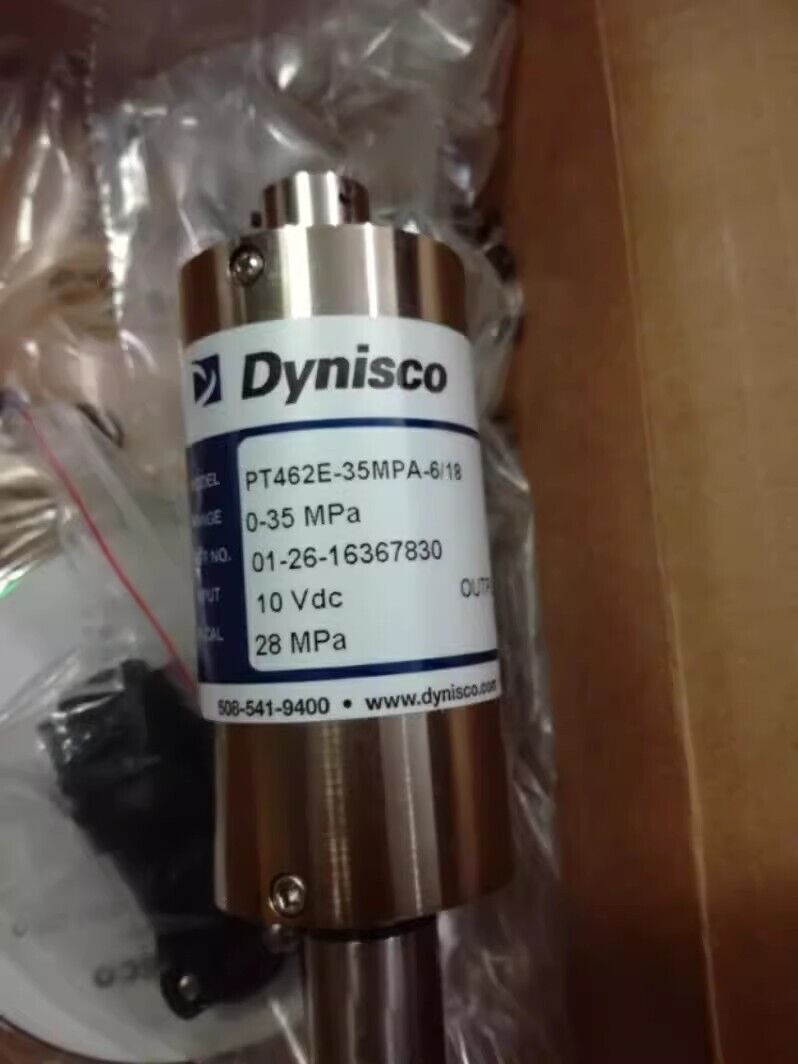 Dynisco
PT462E-35MPA-6/18
0-35 MPa
NO. 01-26-16367830
10 Vdc
28 MPa
508-541-9400 • www.dynisco.com